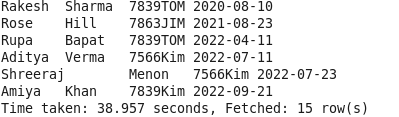 Rakesh Sharma 7839TOM 2020-08-10
Rose Hill 7863JIM 2021-08-23
Rupa Bapat 7839TOM 2022-04-11
Aditya Verma 7566Kim 2022-07-11
Shreeraj Menon 7566Kim 2022-07-23
Amiya Khan 7839Kim 2022-09-21
Time taken: 38.957 seconds, Fetched: 15 row(s)